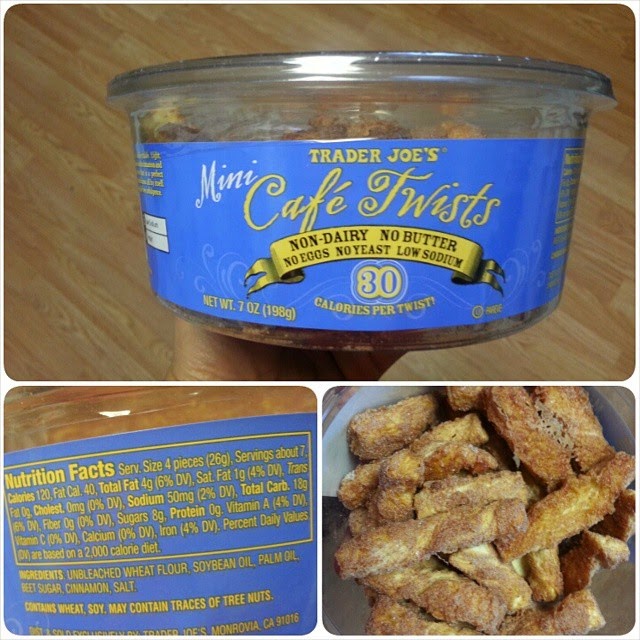 TRADER JOE'S®
Mini
Café Twists
NON-DAIRY NO BUTTER
NO EGGS NO YEAST LOW SODIUM
30
CALORIES PER TWIST!
NET WT. 7 OZ (198g)
PAREVE
Nutrition Facts Serv. Size 4 pieces (26g), Servings about 7,
Calories 120, Fat Cal. 40, Total Fat 4g (6% DV), Sat. Fat 1g (4% DV), Trans
Fat 0g, Cholest. 0mg (0% DV), Sodium 50mg (2% DV), Total Carb. 18g
(6% DV), Fiber 0g (0% DV), Sugars 8g, Protein 0g, Vitamin A (4% DV),
Vitamin C (0% DV), Calcium (0% DV), Iron (4% DV). Percent Daily Values
(DV) are based on a 2,000 calorie diet.
INGREDIENTS: UNBLEACHED WHEAT FLOUR, SOYBEAN OIL, PALM OIL,
BEET SUGAR, CINNAMON, SALT.
CONTAINS WHEAT, SOY. MAY CONTAIN TRACES OF TREE NUTS.
DIST. & SOLD EXCLUSIVELY BY: TRADER JOE'S, MONROVIA, CA 91016